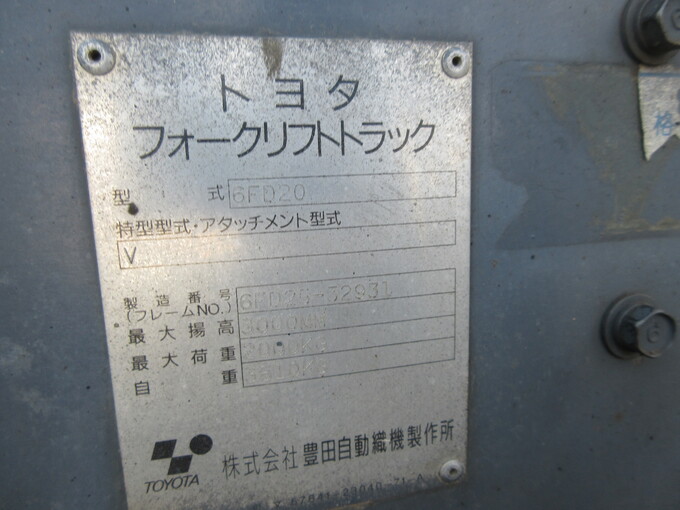 トヨタ
フォークリフトトラック
型式 6FD20
特型型式・アタッチメント型式
V
製造番号
(フレームNO.) 6FD25-52931
最大揚高 3000MM
最大荷重
自重
TOYOTA 株式会社豊田自動織機製作所